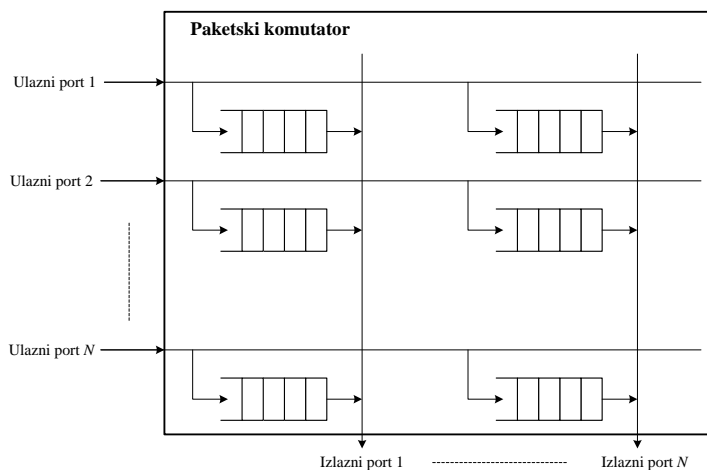 Paketski komutator
Ulazni port 1
Ulazni port 2
Ulazni port N
Izlazni port 1
Izlazni port N